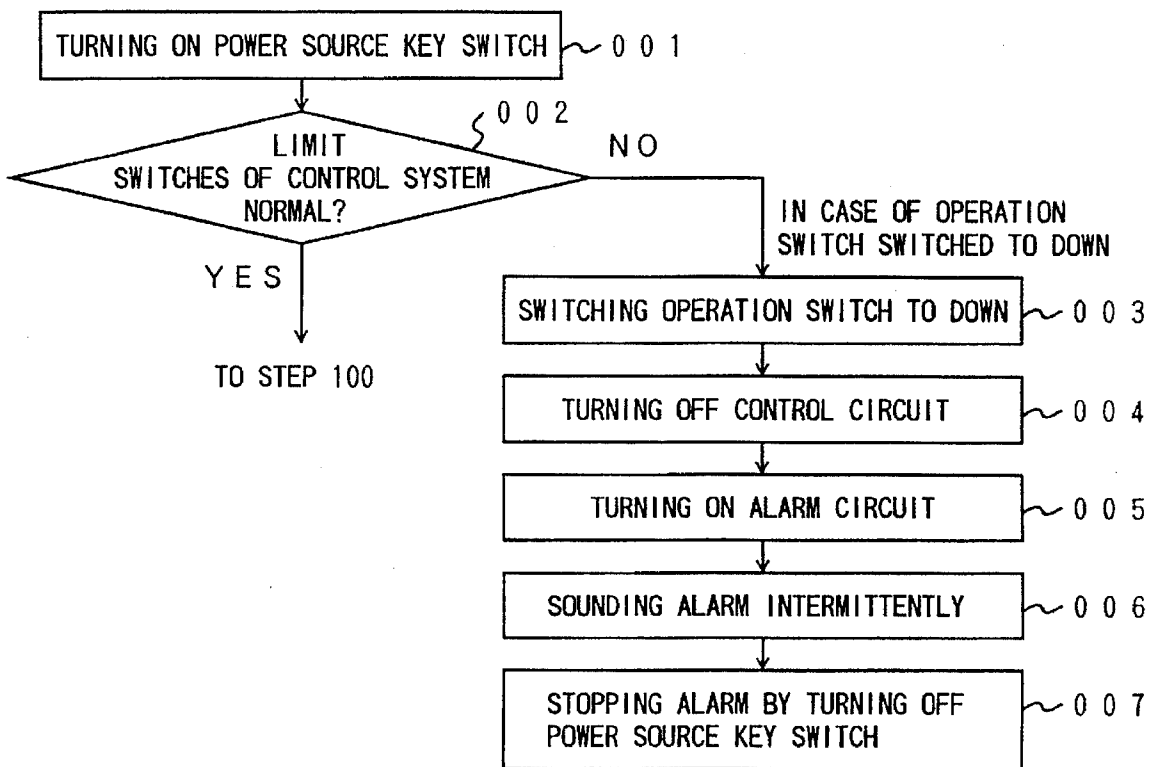 TURNING ON POWER SOURCE KEY SWITCH 001
002
LIMIT
SWITCHES OF CONTROL SYSTEM
NORMAL?
NO
YES
TO STEP 100
IN CASE OF OPERATION
SWITCH SWITCHED TO DOWN
SWITCHING OPERATION SWITCH TO DOWN 003
TURNING OFF CONTROL CIRCUIT 004
TURNING ON ALARM CIRCUIT 005
SOUNDING ALARM INTERMITTENTLY 006
STOPPING ALARM BY TURNING OFF 007
POWER SOURCE KEY SWITCH